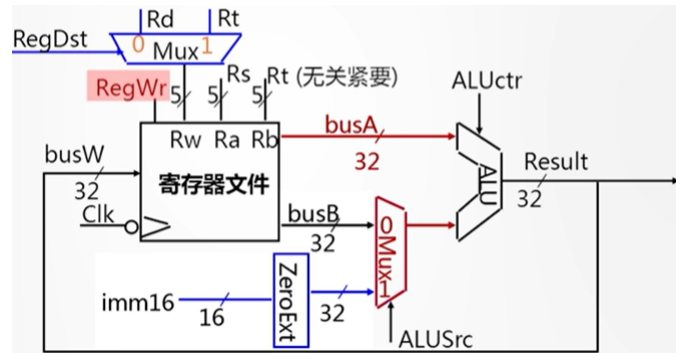 Rd Rt
RegDst
0 Mux 1
RegWr
5 5 5
Rs Rt (无关紧要)
ALUctr
Rw Ra Rb
busA
32
busW
32
寄存器文件
ALU
Result
32
Clk
busB
32
0 Mux 1
imm16
16
ZeroExt
32
ALUSrc